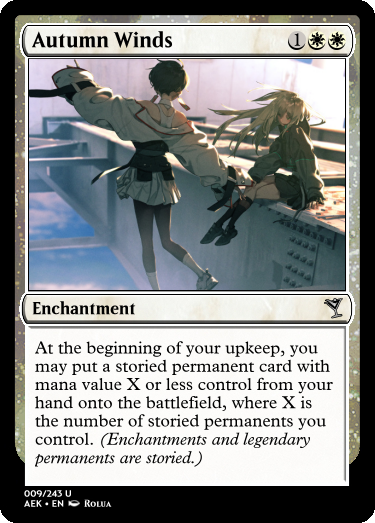 Autumn Winds 1
Enchantment
At the beginning of your upkeep, you
may put a storied permanent card with
mana value X or less control from your
hand onto the battlefield, where X is
the number of storied permanents you
control. (Enchantments and legendary
permanents are storied.)
009/243 U
AEK • EN Rolua